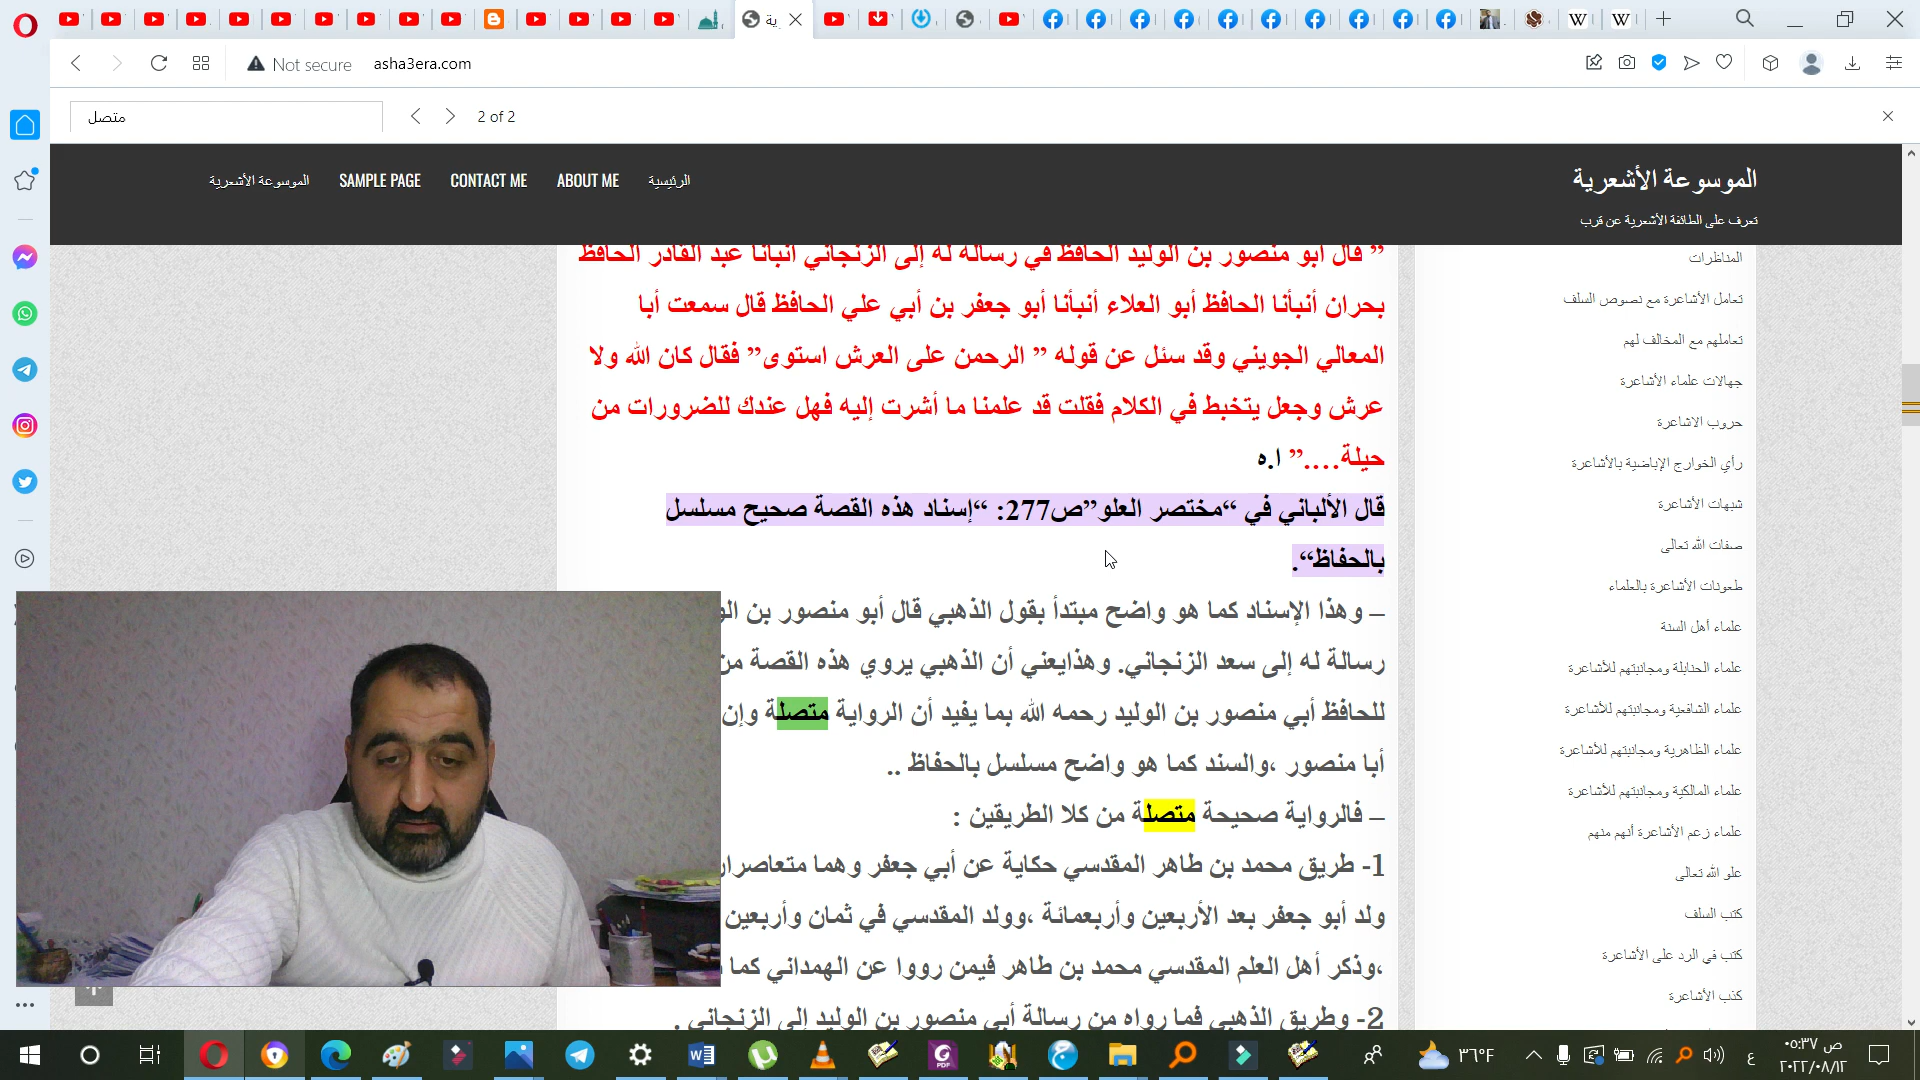 Not secure
asha3era.com
متصل
2 of 2
الموسوعة الأشعرية
تعرف على الطائفة الأشعرية عن قرب
الرئيسية
ABOUT ME
CONTACT ME
SAMPLE PAGE
الموسوعة الأشعرية
” قال أبو منصور بن الوليد الحافظ في رسالة له إلى الزنجاني أنبأنا عبد القادر الحافظ
بحران أنبأنا الحافظ أبو العلاء أنبأنا أبو جعفر بن أبي علي الحافظ قال سمعت أبا
المعالي الجويني وقد سئل عن قوله ” الرحمن على العرش استوى” فقال كان الله ولا
عرش وجعل يتخبط في الكلام فقلت قد علمنا ما أشرت إليه فهل عندك للضرورات من
حيلة….” ا.ه
قال الألباني في “مختصر العلو”ص277: “إسناد هذه القصة صحيح مسلسل
بالحفاظ“.
– وهذا الإسناد كما هو واضح مبتدأ بقول الذهبي قال أبو منصور بن
رسالة له إلى سعد الزنجاني. وهذايعني أن الذهبي يروي هذه القصة من
للحافظ أبي منصور بن الوليد رحمه الله بما يفيد أن الرواية متصلة وإن
أبا منصور ،والسند كما هو واضح مسلسل بالحفاظ ..
– فالرواية صحيحة متصلة من كلا الطريقين :
1- طريق محمد بن طاهر المقدسي حكاية عن أبي جعفر وهما
ولد أبو جعفر بعد الأربعين وأربعمائة ،وولد المقدسي في ثمان وأربعين
،وذكر أهل العلم المقدسي محمد بن طاهر فيمن رووا عن الهمداني كما
2- وطريق الذهبي فما رواه من رسالة أبي منصور بن الوليد إلى الزنجاني .
المناظرات
تعامل الأشاعرة مع نصوص السلف
تعاملهم مع المخالف لهم
جهالات علماء الأشاعرة
حروب الاشاعرة
رأي الخوارج الإباضية بالأشاعرة
شبهات الأشاعرة
صفات الله تعالى
طعونات الأشاعرة بالعلماء
علماء أهل السنة
علماء الحنابلة ومجانبتهم للأشاعرة
علماء الشافعية ومجانبتهم للأشاعرة
علماء الظاهرية ومجانبتهم للأشاعرة
علماء المالكية ومجانبتهم للأشاعرة
علماء زعم الأشاعرة أنهم منهم
علو الله تعالى
كتب السلف
كتب في الرد على الأشاعرة
كذب الأشاعرة
٣٦°F
ع
٠٥:٣٧ ص
٢٠٢٢/٠٨/١٢